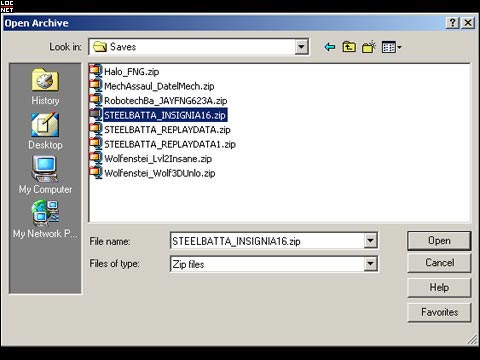 LOC
NET
Open Archive
Look in:
Saves
Halo_FNG.zip
MechAssaul_DatelMech.zip
RobotechBa_JAYFNG623A.zip
STEELBATTA_INSIGNIA16.zip
STEELBATTA_REPLAYDATA.zip
STEELBATTA_REPLAYDATA1.zip
Wolfenstei_Lvl2Insane.zip
Wolfenstei_Wolf3DUnlo.zip
History
Desktop
My Computer
My Network P...
File name:
STEELBATTA_INSIGNIA16.zip
Open
Files of type:
Zip files
Cancel
Help
Favorites